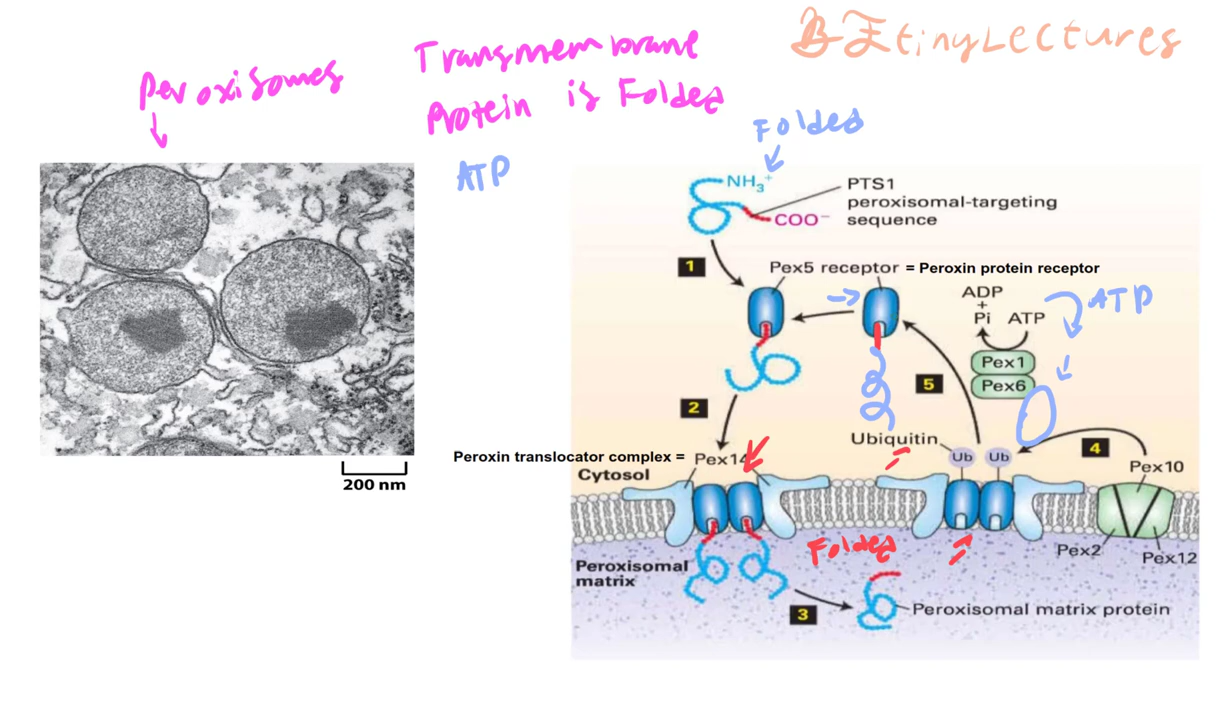 BItinyLectures
Peroxisomes
Transmembrane
Protein is Folded
ATP
Folded
NH₃⁺
COO⁻
PTS1
peroxisomal-targeting
sequence
1
Pex5 receptor = Peroxin protein receptor
ADP
+
Pi
ATP
ATP
Pex1
Pex6
5
2
Ubiquitin
Ub
Ub
4
Pex10
Peroxin translocator complex = Pex14
Cytosol
200 nm
Folded
Pex2
Pex12
Peroxisomal
matrix
3
Peroxisomal matrix protein